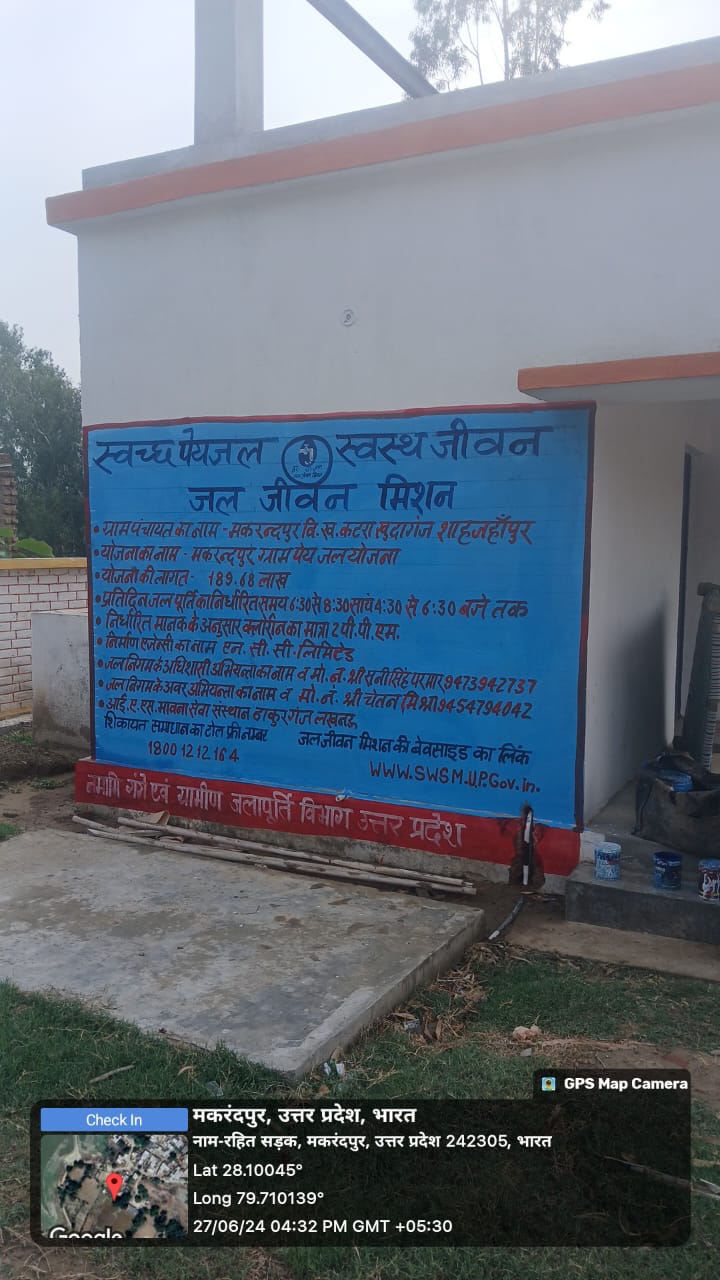 स्वच्छ पेयजल स्वस्थ जीवन
जल जीवन मिशन
• ग्राम पंचायत का नाम - मकरन्दपुर वि.ख. कटरा खुदागंज शाहजहाँपुर
• योजना का नाम - मकरन्दपुर ग्राम पेय जल योजना
• योजना की लागत - 189.68 लाख
• प्रतिदिन जल पूर्ति का निर्धारित समय 6:30 से 8:30 सायं 4:30 से 6:30 बजे तक
• निर्धारित मानक के अनुसार क्लोरीन का मात्रा 2 पी.पी.एम.
• निर्माण एजेन्सी का नाम एन. सी. सी. लिमिटेड
• जल निगम के अधिशासी अभियन्ता का नाम व मो. नं. श्री सुनी सिंह परमार 9473942737
• जल निगम के अवर अभियन्ता का नाम व मो. नं. श्री चेतन मिश्रा 9454794042
• आई.ए.एस. भावना सेवा संस्थान ठाकुरगंज लखनऊ
शिकायत समाधान का टोल फ्री नम्बर
1800 12 12 164
जल जीवन मिशन की बेवसाइड का लिंक
WWW.SWSM.UP.Gov.in.
नमामि गंगे एवं ग्रामीण जलापूर्ति विभाग उत्तर प्रदेश
GPS Map Camera
Check In
मकरंदपुर, उत्तर प्रदेश, भारत
नाम-रहित सड़क, मकरंदपुर, उत्तर प्रदेश 242305, भारत
Lat 28.10045°
Long 79.710139°
27/06/24 04:32 PM GMT +05:30
Google